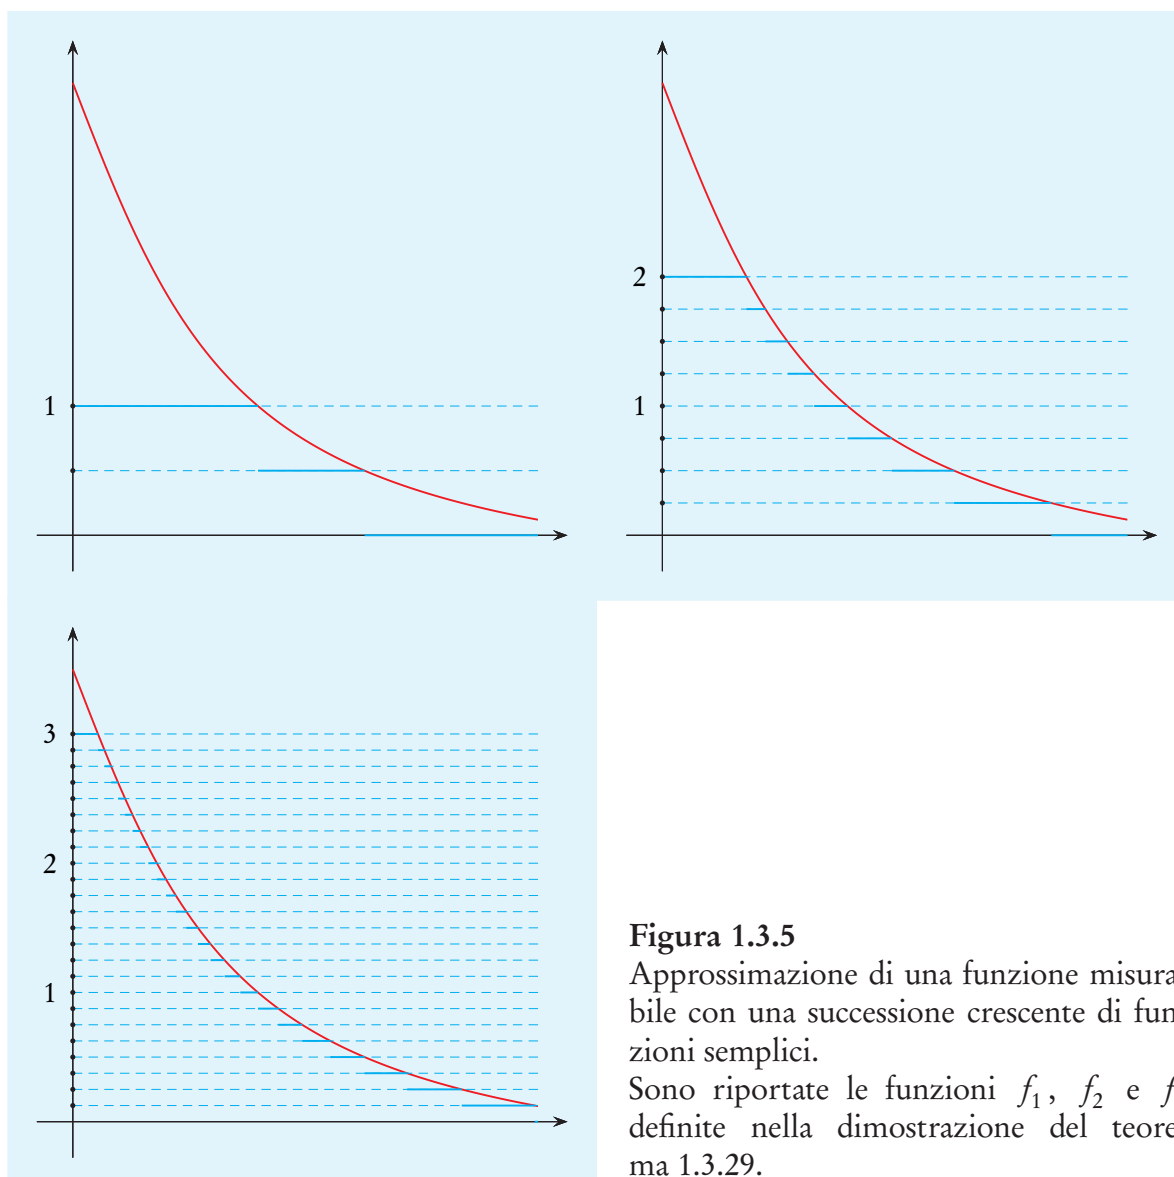 1
2
1
3
2
1
Figura 1.3.5
Approssimazione di una funzione misura
bile con una successione crescente di fun
zioni semplici.
Sono riportate le funzioni f₁, f₂ e f
definite nella dimostrazione del teore
ma 1.3.29.